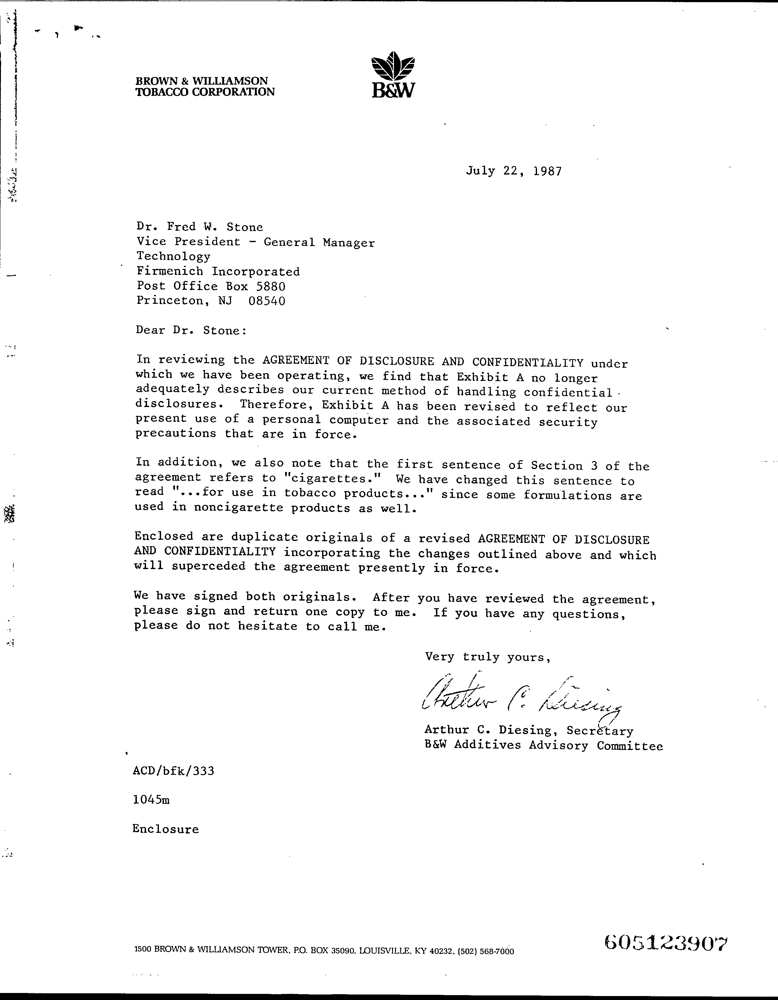 BROWN & WILLIAMSON
TOBACCO CORPORATION
B&W
July 22, 1987
Dr. Fred W. Stone
Vice President - General Manager
Technology
Firmenich Incorporated
Post Office Box 5880
Princeton, NJ 08540
Dear Dr. Stone:
In reviewing the AGREEMENT OF DISCLOSURE AND CONFIDENTIALITY under
which we have been operating, we find that Exhibit A no longer
adequately describes our current method of handling confidential
disclosures. Therefore, Exhibit A has been revised to reflect our
present use of a personal computer and the associated security
precautions that are in force.
In addition, we also note that the first sentence of Section 3 of the
agreement refers to "cigarettes." We have changed this sentence to
read "...for use in tobacco products..." since some formulations are
used in noncigarette products as well.
Enclosed are duplicate originals of a revised AGREEMENT OF DISCLOSURE
AND CONFIDENTIALITY incorporating the changes outlined above and which
will superceded the agreement presently in force.
We have signed both originals. After you have reviewed the agreement,
please sign and return one copy to me. If you have any questions,
please do not hesitate to call me.
Very truly yours,
Arthur C. Diesing
Arthur C. Diesing, Secretary
B&W Additives Advisory Committee
ACD/bfk/333
1045m
Enclosure
1500 BROWN & WILLIAMSON TOWER, P.O. BOX 35090, LOUISVILLE, KY 40232, (502) 568-7000
605123907